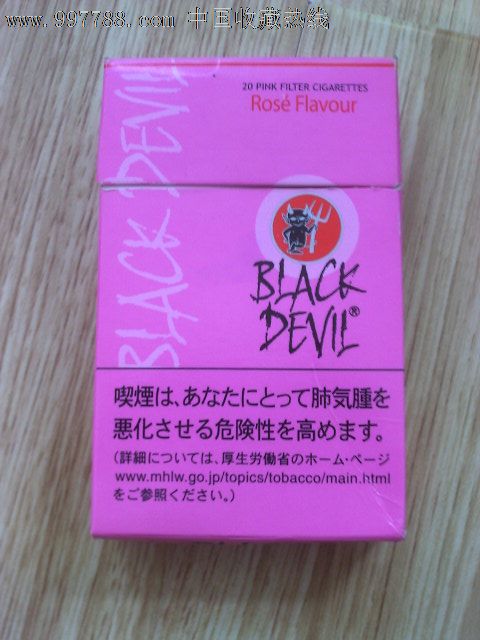 www.997788.com 中国收藏热线
20 PINK FILTER CIGARETTES
Rosé Flavour
BLACK DEVIL
BLACK
DEVIL®
喫煙は、あなたにとって肺気腫を
悪化させる危険性を高めます。
(詳細については、厚生労働省のホーム・ページ
www.mhlw.go.jp/topics/tobacco/main.html
をご参照ください。)